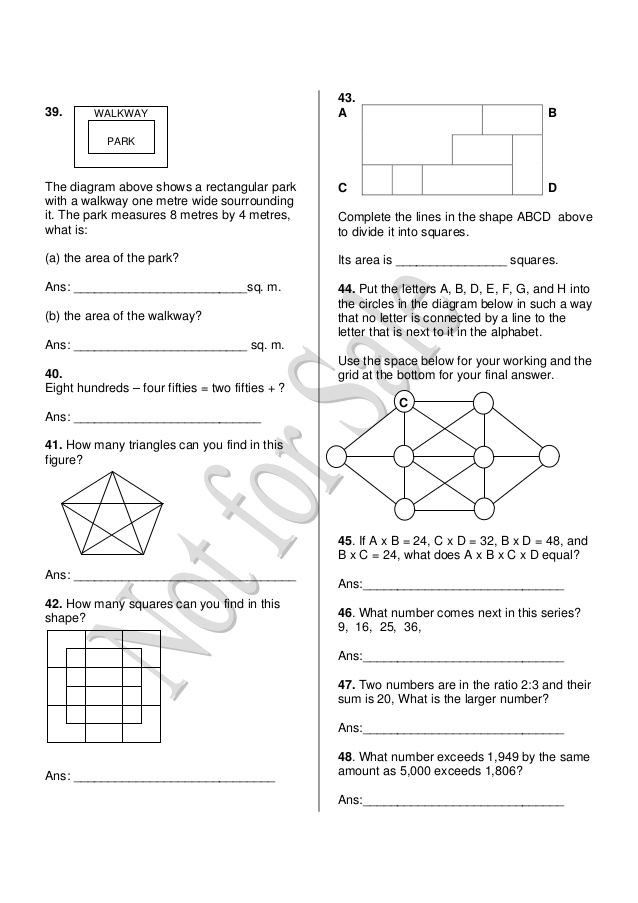 39.
WALKWAY
PARK
The diagram above shows a rectangular park
with a walkway one metre wide sourrounding
it. The park measures 8 metres by 4 metres,
what is:
(a) the area of the park?
Ans: __________________________sq. m.
(b) the area of the walkway?
Ans: __________________________ sq. m.
40.
Eight hundreds – four fifties = two fifties + ?
Ans: ____________________________
41. How many triangles can you find in this
figure?
Ans: _________________________________
42. How many squares can you find in this
shape?
Ans: ______________________________
43.
A
B
C
D
Complete the lines in the shape ABCD above
to divide it into squares.
Its area is ________________ squares.
44. Put the letters A, B, D, E, F, G, and H into
the circles in the diagram below in such a way
that no letter is connected by a line to the
letter that is next to it in the alphabet.
Use the space below for your working and the
grid at the bottom for your final answer.
C
45. If A x B = 24, C x D = 32, B x D = 48, and
B x C = 24, what does A x B x C x D equal?
Ans:______________________________
46. What number comes next in this series?
9, 16, 25, 36,
Ans:______________________________
47. Two numbers are in the ratio 2:3 and their
sum is 20, What is the larger number?
Ans:______________________________
48. What number exceeds 1,949 by the same
amount as 5,000 exceeds 1,806?
Ans:______________________________
Not for Sale